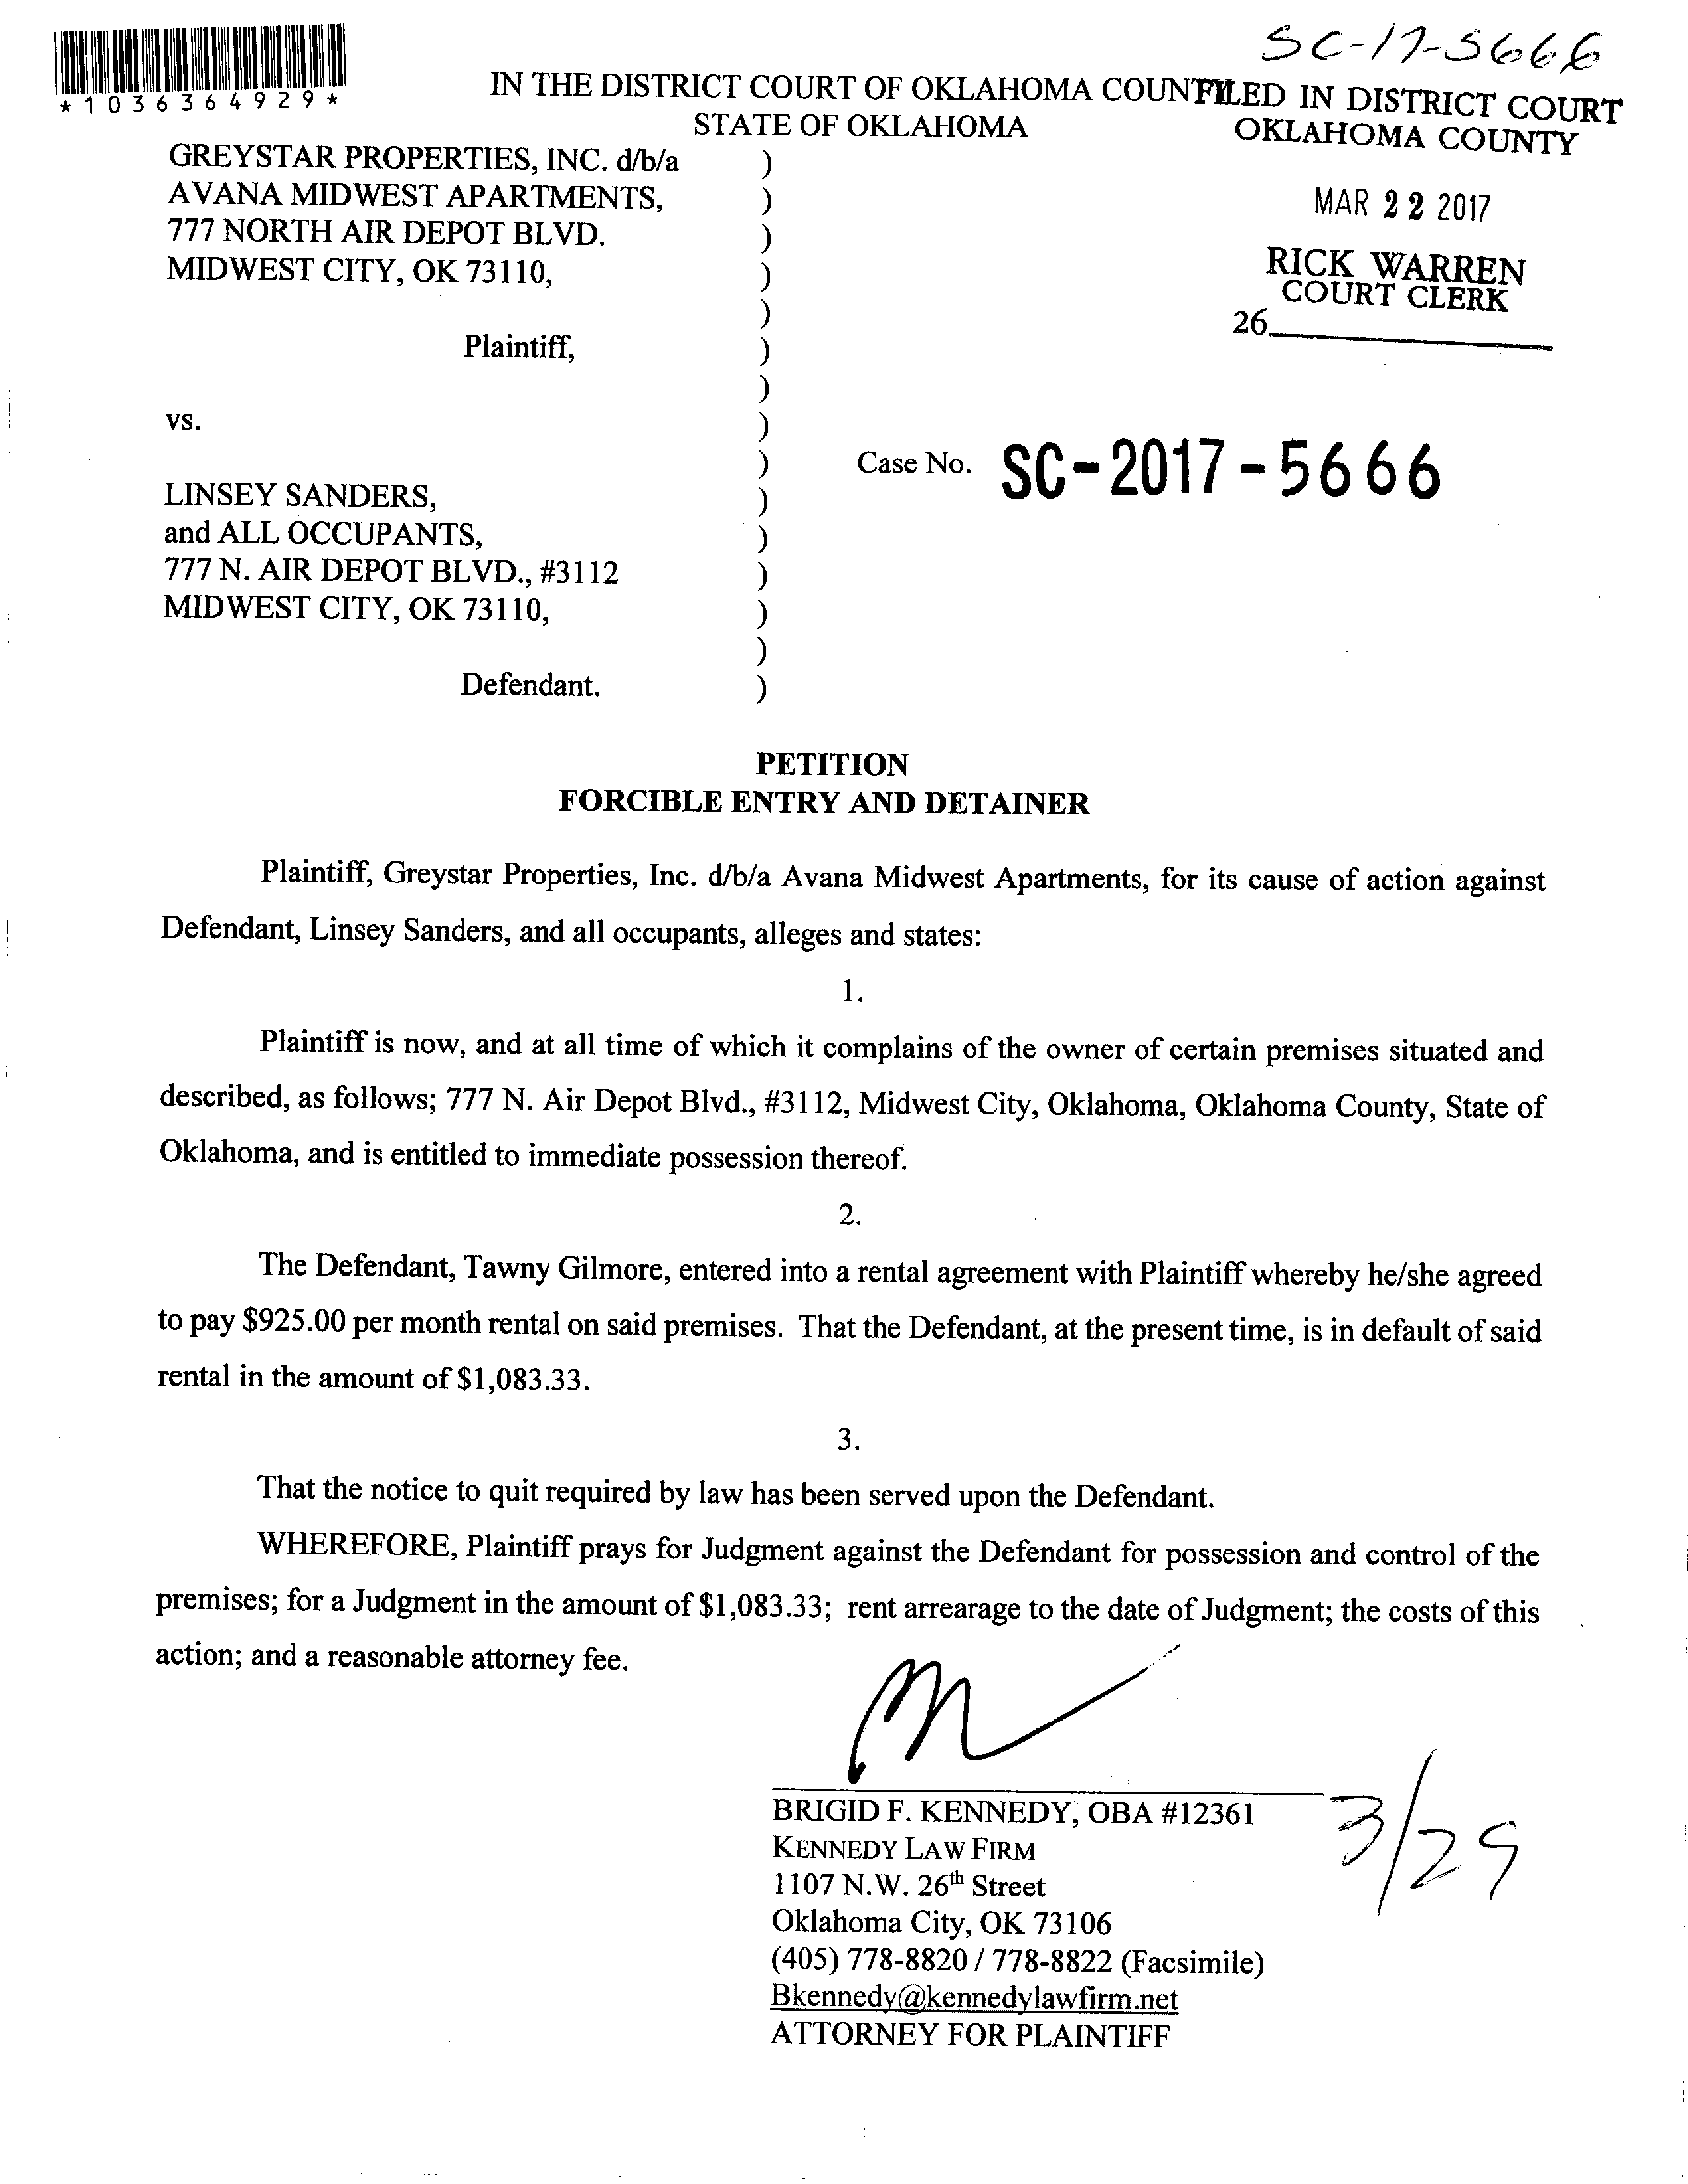 SC-17-5666
*1036364929*
IN THE DISTRICT COURT OF OKLAHOMA COUN
FILED IN DISTRICT COURT
STATE OF OKLAHOMA
OKLAHOMA COUNTY
MAR 22 2017
RICK WARREN
COURT CLERK
26
GREYSTAR PROPERTIES, INC. d/b/a )
AVANA MIDWEST APARTMENTS, )
777 NORTH AIR DEPOT BLVD. )
MIDWEST CITY, OK 73110, )
)
Plaintiff, )
)
vs. )
) Case No. SC-2017-5666
LINSEY SANDERS, )
and ALL OCCUPANTS, )
777 N. AIR DEPOT BLVD., #3112 )
MIDWEST CITY, OK 73110, )
)
Defendant. )
PETITION
FORCIBLE ENTRY AND DETAINER
Plaintiff, Greystar Properties, Inc. d/b/a Avana Midwest Apartments, for its cause of action against
Defendant, Linsey Sanders, and all occupants, alleges and states:
1.
Plaintiff is now, and at all time of which it complains of the owner of certain premises situated and
described, as follows; 777 N. Air Depot Blvd., #3112, Midwest City, Oklahoma, Oklahoma County, State of
Oklahoma, and is entitled to immediate possession thereof.
2.
The Defendant, Tawny Gilmore, entered into a rental agreement with Plaintiff whereby he/she agreed
to pay $925.00 per month rental on said premises. That the Defendant, at the present time, is in default of said
rental in the amount of $1,083.33.
3.
That the notice to quit required by law has been served upon the Defendant.
WHEREFORE, Plaintiff prays for Judgment against the Defendant for possession and control of the
premises; for a Judgment in the amount of $1,083.33; rent arrearage to the date of Judgment; the costs of this
action; and a reasonable attorney fee.
BRIGID F. KENNEDY, OBA #12361
KENNEDY LAW FIRM
1107 N.W. 26th Street
Oklahoma City, OK 73106
(405) 778-8820 / 778-8822 (Facsimile)
Bkennedy@kennedylawfirm.net
ATTORNEY FOR PLAINTIFF
3/29